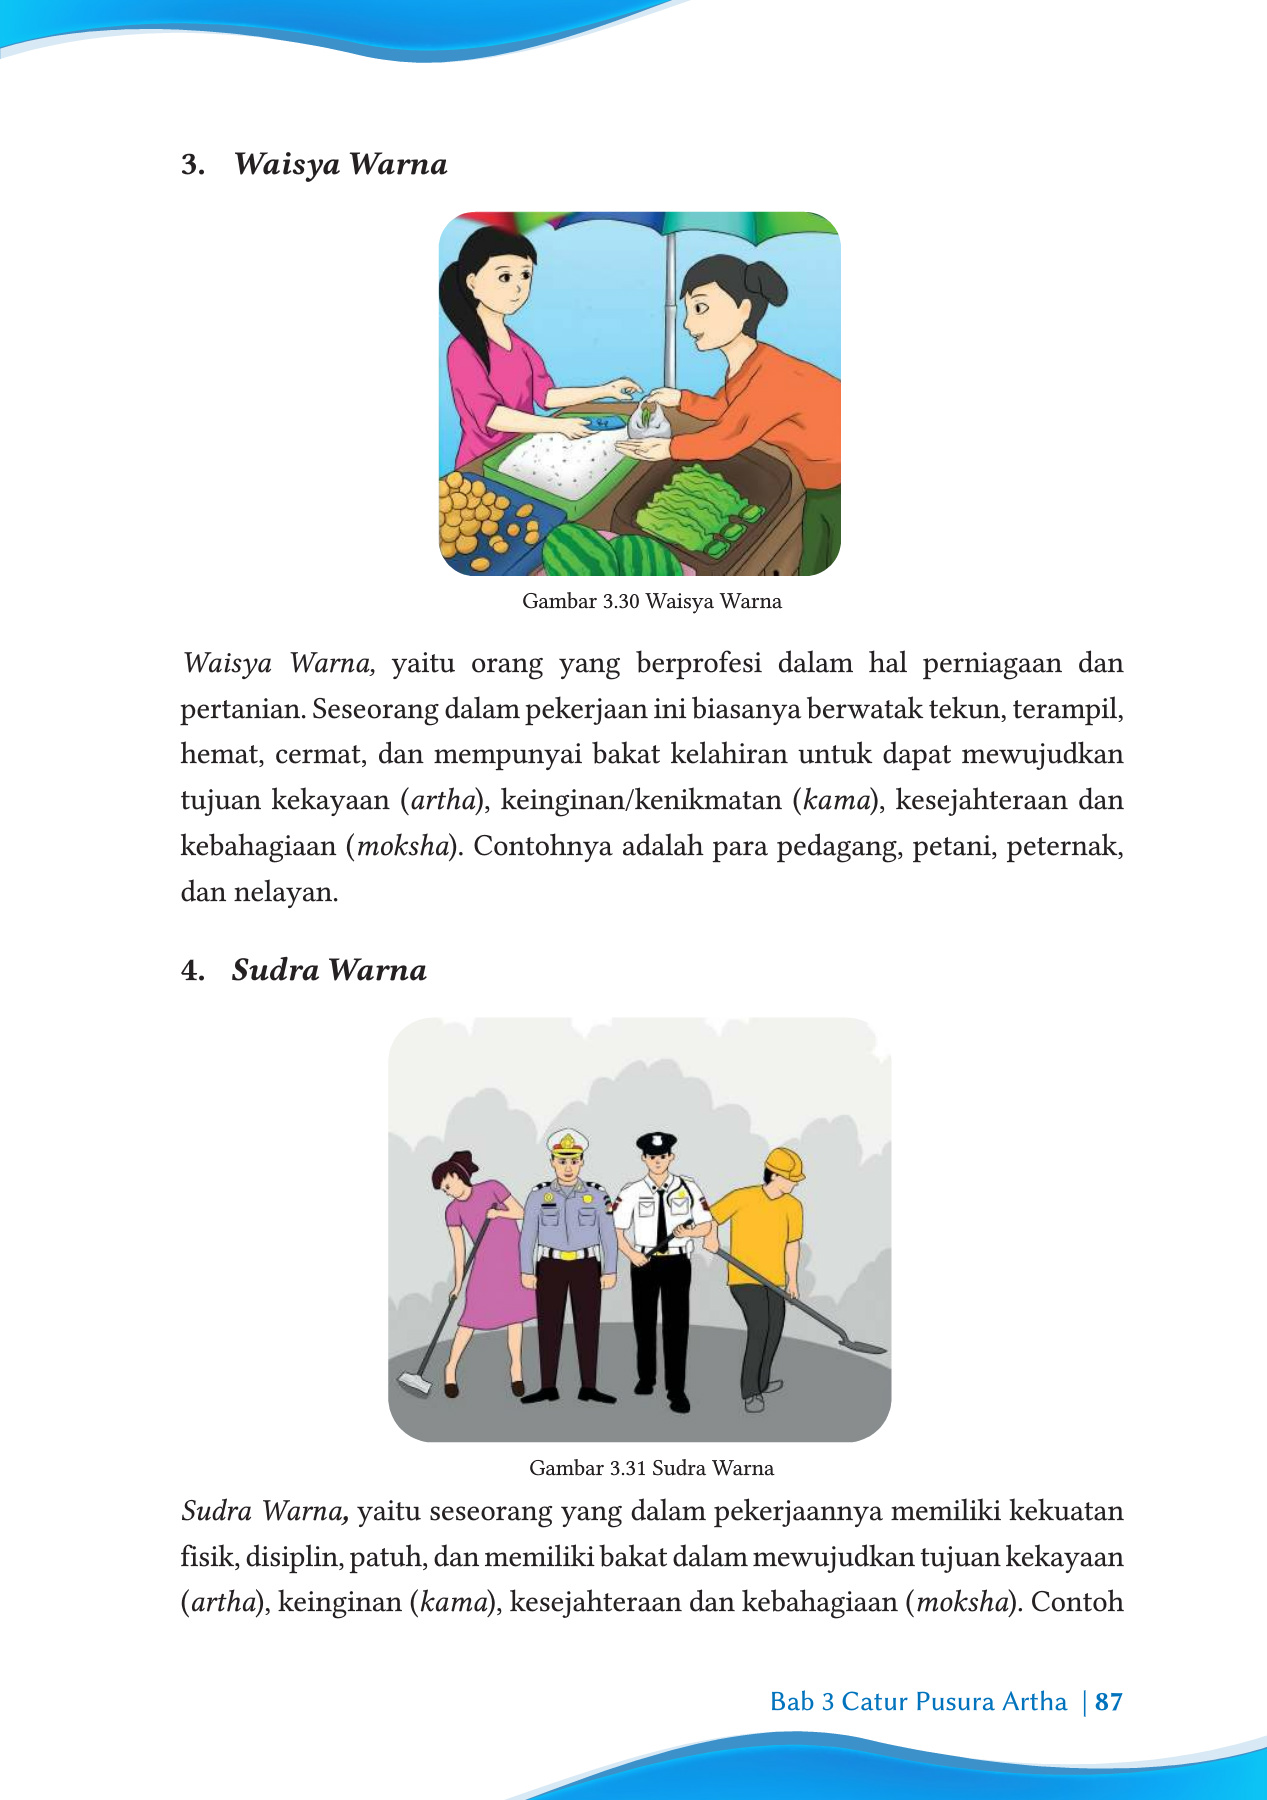 3. Waisya Warna
Gambar 3.30 Waisya Warna
Waisya Warna, yaitu orang yang berprofesi dalam hal perniagaan dan
pertanian. Seseorang dalam pekerjaan ini biasanya berwatak tekun, terampil,
hemat, cermat, dan mempunyai bakat kelahiran untuk dapat mewujudkan
tujuan kekayaan (artha), keinginan/kenikmatan (kama), kesejahteraan dan
kebahagiaan (moksha). Contohnya adalah para pedagang, petani, peternak,
dan nelayan.
4. Sudra Warna
Gambar 3.31 Sudra Warna
Sudra Warna, yaitu seseorang yang dalam pekerjaannya memiliki kekuatan
fisik, disiplin, patuh, dan memiliki bakat dalam mewujudkan tujuan kekayaan
(artha), keinginan (kama), kesejahteraan dan kebahagiaan (moksha). Contoh
Bab 3 Catur Pusura Artha | 87